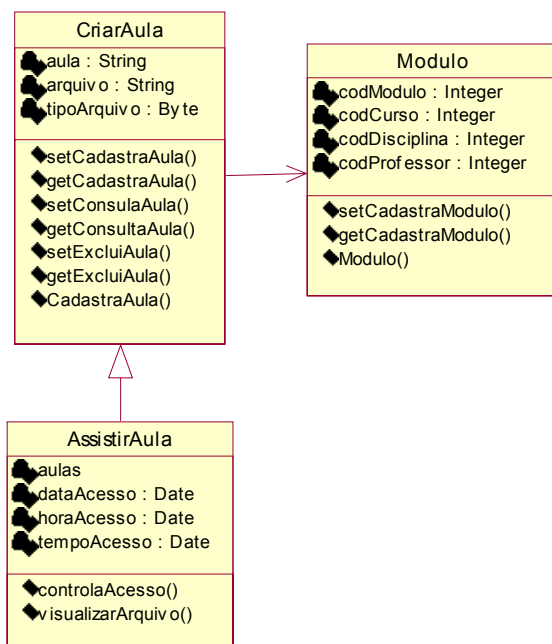 CriarAula
aula : String
arquivo : String
tipoArquivo : Byte
setCadastraAula()
getCadastraAula()
setConsulaAula()
getConsultaAula()
setExcluiAula()
getExcluiAula()
CadastraAula()
Modulo
codModulo : Integer
codCurso : Integer
codDisciplina : Integer
codProfessor : Integer
setCadastraModulo()
getCadastraModulo()
Modulo()
AssistirAula
aulas
dataAcesso : Date
horaAcesso : Date
tempoAcesso : Date
controlaAcesso()
visualizarArquivo()